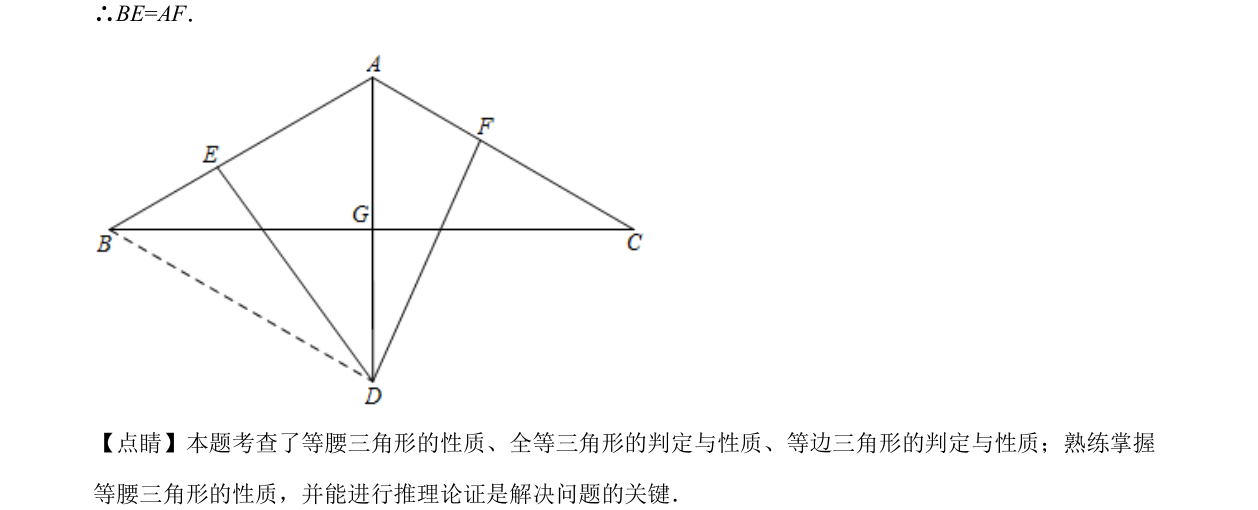 ∴BE=AF.
A
F
E
G
B
C
D
【点睛】本题考查了等腰三角形的性质、全等三角形的判定与性质、等边三角形的判定与性质；熟练掌握
等腰三角形的性质，并能进行推理论证是解决问题的关键．